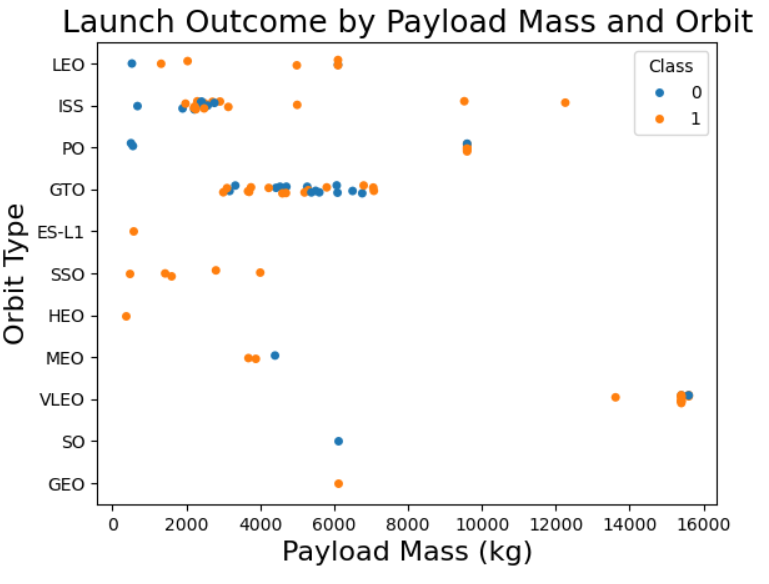 Launch Outcome by Payload Mass and Orbit
Class
0
1
Orbit Type
LEO
ISS
PO
GTO
ES-L1
SSO
HEO
MEO
VLEO
SO
GEO
0 2000 4000 6000 8000 10000 12000 14000 16000
Payload Mass (kg)